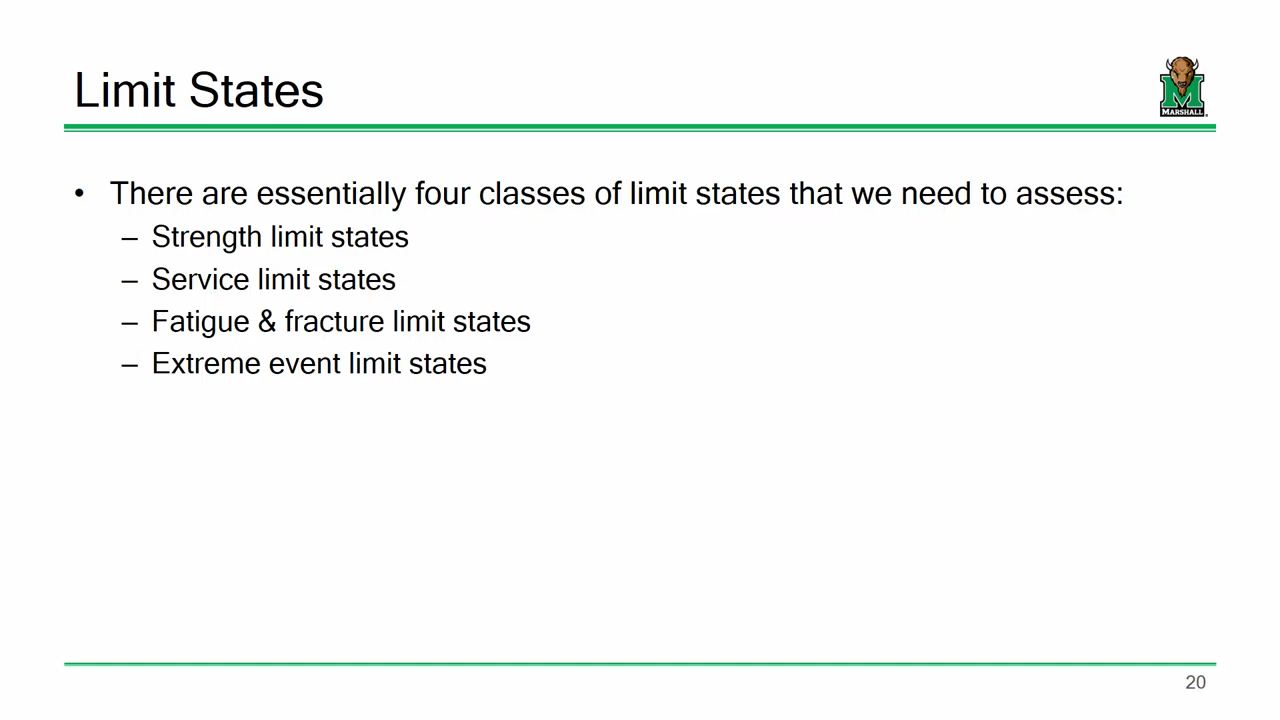 Limit States
MARSHALL
• There are essentially four classes of limit states that we need to assess:
– Strength limit states
– Service limit states
– Fatigue & fracture limit states
– Extreme event limit states
20